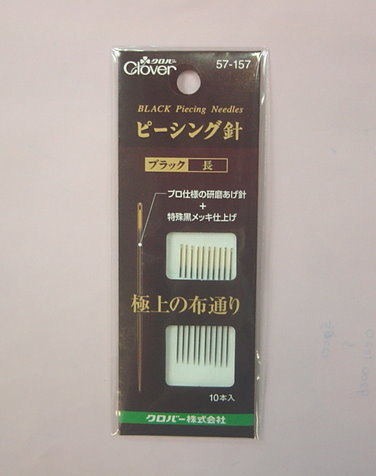 クロバー
Clover
57-157
BLACK Piecing Needles
ピーシング針
ブラック 長
プロ仕様の研磨あげ針
+
特殊黒メッキ仕上げ
極上の布通り
10本入
クロバー株式会社